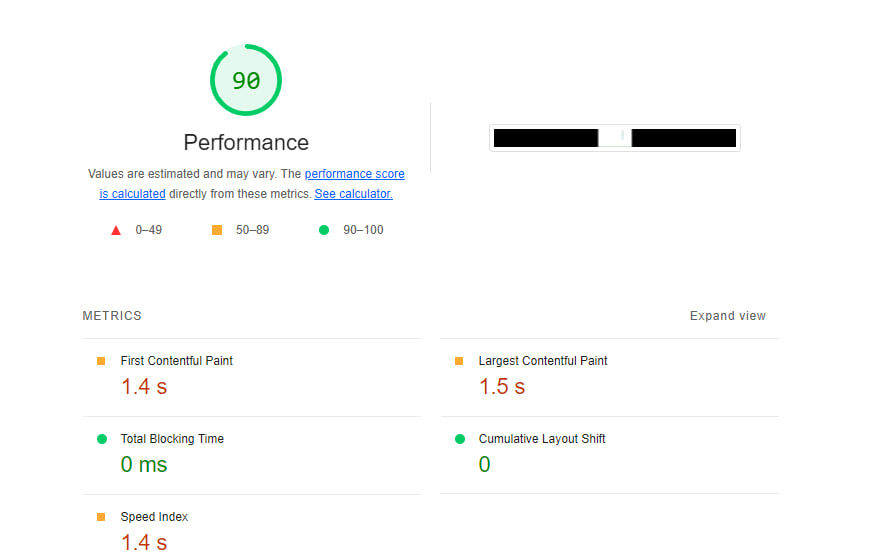 90
Performance
Values are estimated and may vary. The performance score
is calculated directly from these metrics. See calculator.
0–49
50–89
90–100
METRICS
Expand view
First Contentful Paint
1.4 s
Largest Contentful Paint
1.5 s
Total Blocking Time
0 ms
Cumulative Layout Shift
0
Speed Index
1.4 s